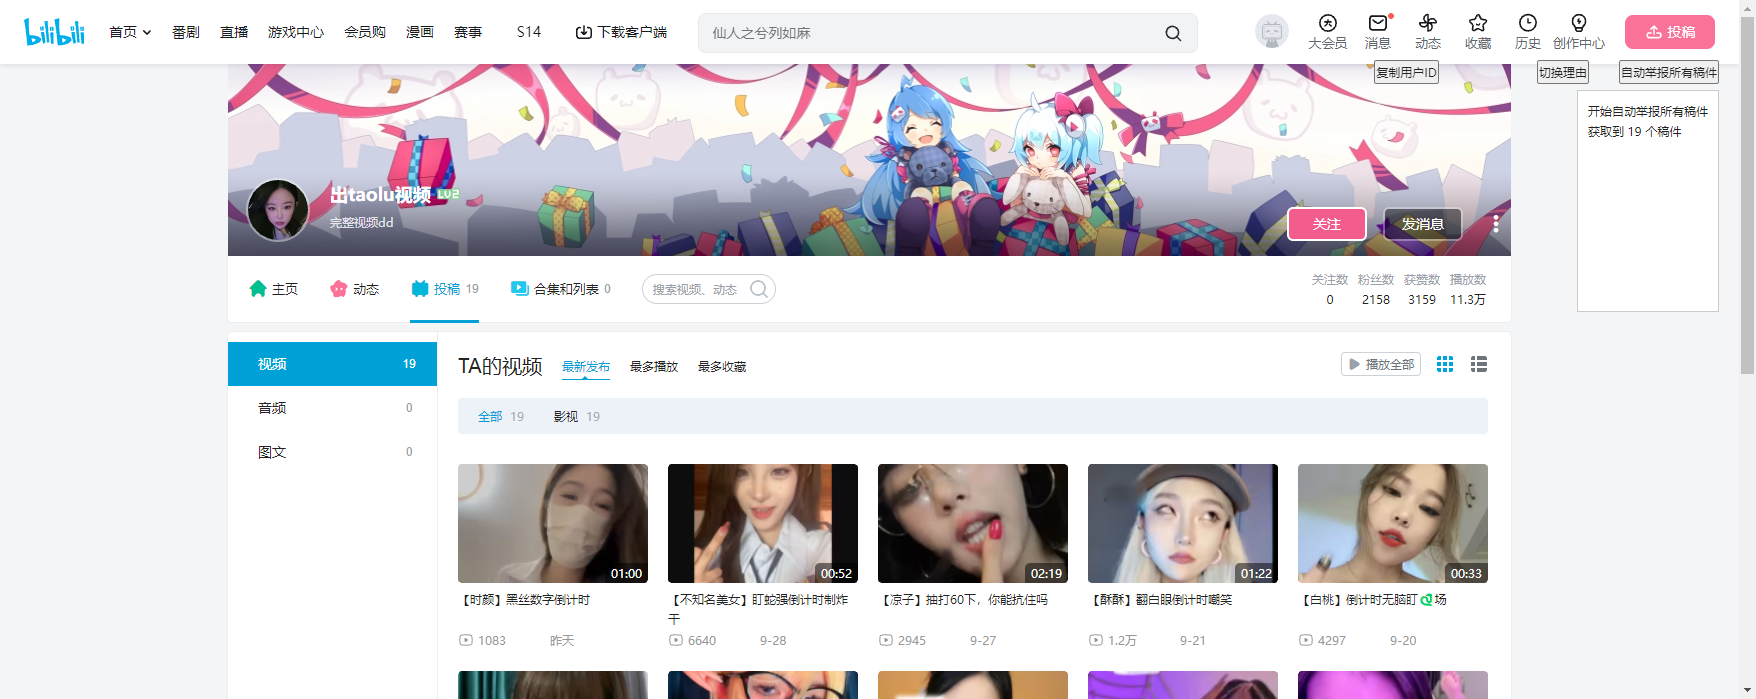 bilibili
首页
番剧
直播
游戏中心
会员购
漫画
赛事
S14
下载客户端
仙人之兮列如麻
大会员
消息
动态
收藏
历史
创作中心
投稿
复制用户ID
切换理由
自动举报所有稿件
开始自动举报所有稿件
获取到 19 个稿件
出taolu视频 LV2
完整视频dd
关注
发消息
主页
动态
投稿 19
合集和列表 0
搜索视频、动态
关注数 粉丝数 获赞数 播放数
0 2158 3159 11.3万
视频 19
音频 0
图文 0
TA的视频
最新发布
最多播放
最多收藏
播放全部
全部 19
影视 19
01:00
00:52
02:19
01:22
00:33
【时颜】黑丝数字倒计时
【不知名美女】盯蛇强倒计时制炸干
【凉子】抽打60下，你能抗住吗
【酥酥】翻白眼倒计时嘲笑
【白桃】倒计时无脑盯场
1083 昨天
6640 9-28
2945 9-27
1.2万 9-21
4297 9-20